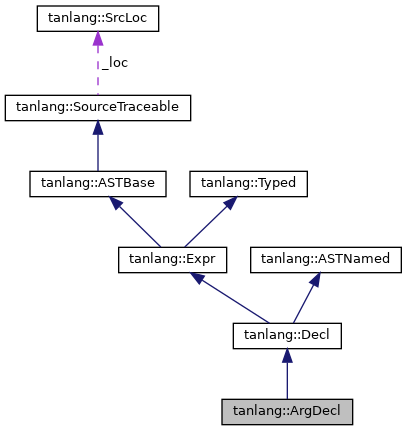 tanlang::SrcLoc
_loc
tanlang::SourceTraceable
tanlang::ASTBase
tanlang::Typed
tanlang::Expr
tanlang::ASTNamed
tanlang::Decl
tanlang::ArgDecl